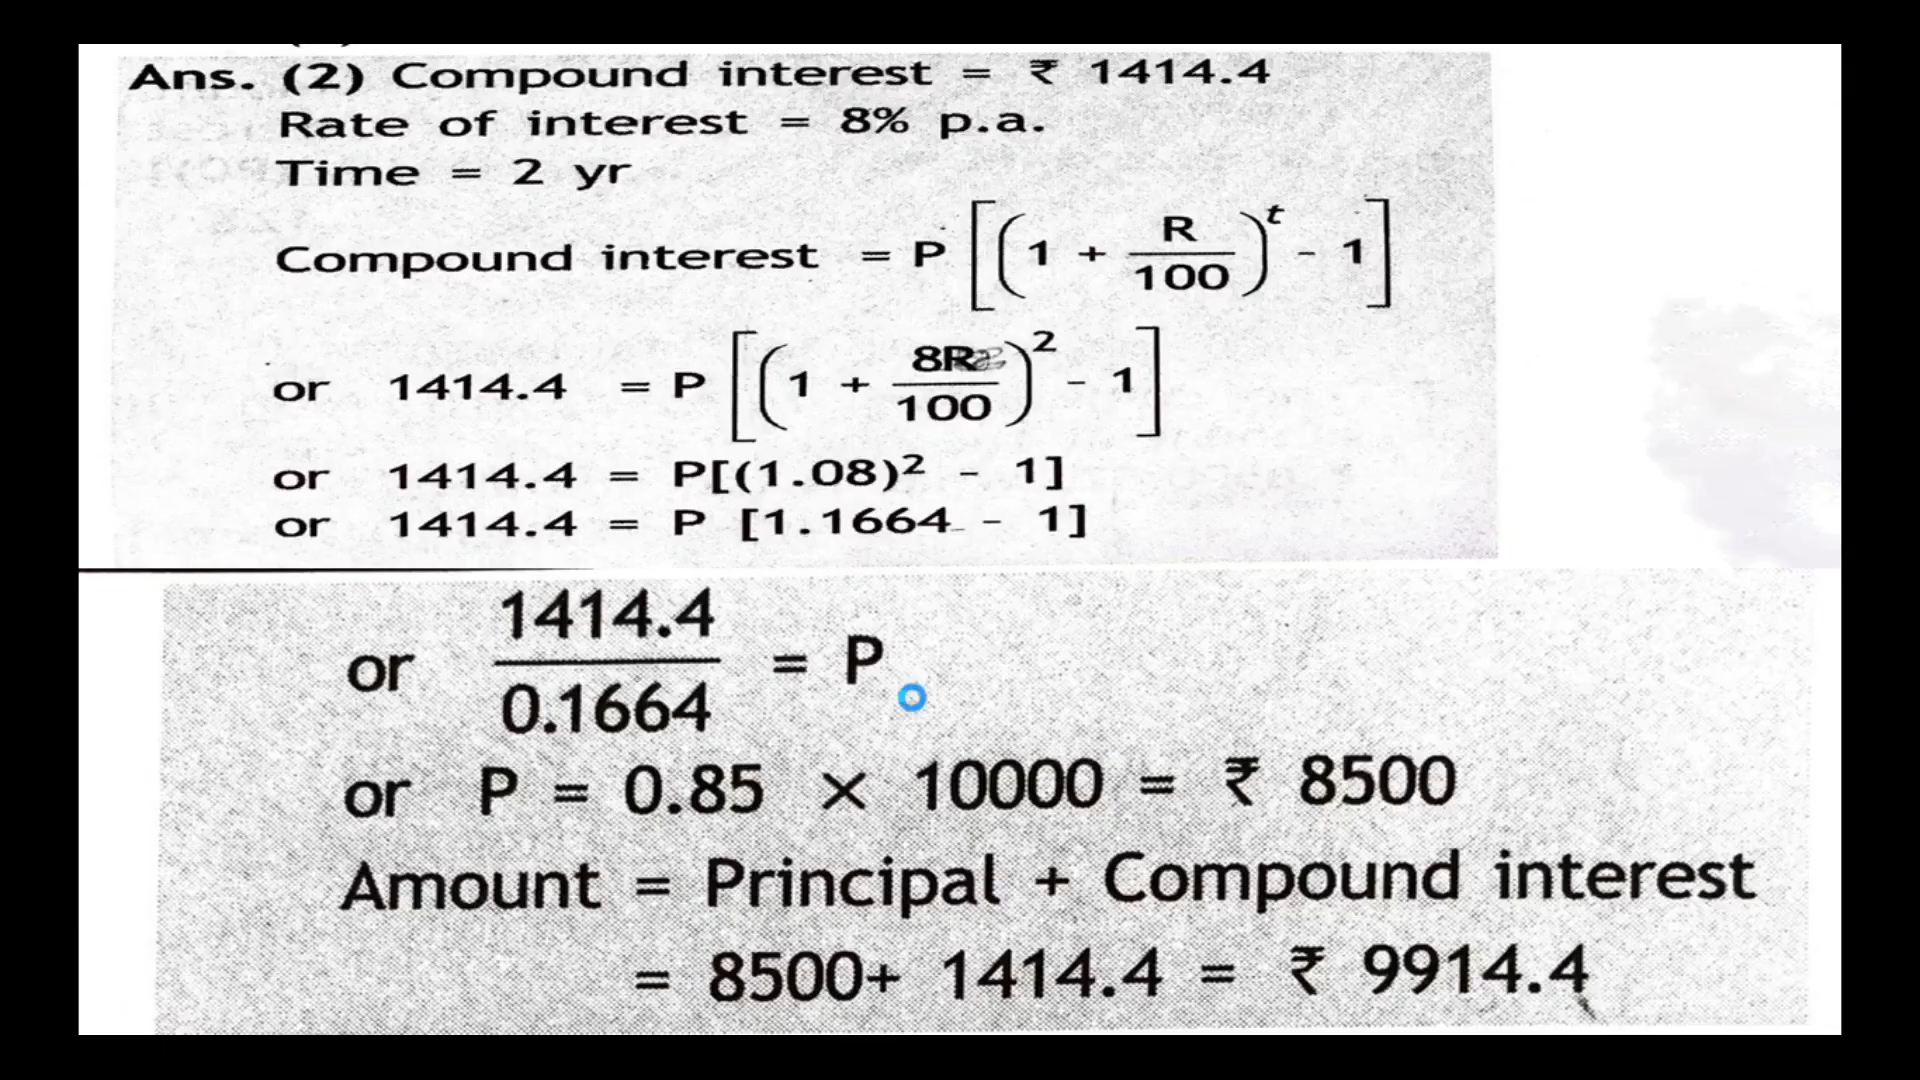 Ans. (2) Compound interest = ₹ 1414.4
Rate of interest = 8% p.a.
Time = 2 yr
Compound interest = P [(1 + R/100)^t - 1]
or 1414.4 = P [(1 + 8R/100)^2 - 1]
or 1414.4 = P[(1.08)² - 1]
or 1414.4 = P [1.1664 - 1]
or 1414.4/0.1664 = P
or P = 0.85 × 10000 = ₹ 8500
Amount = Principal + Compound interest
= 8500+ 1414.4 = ₹ 9914.4